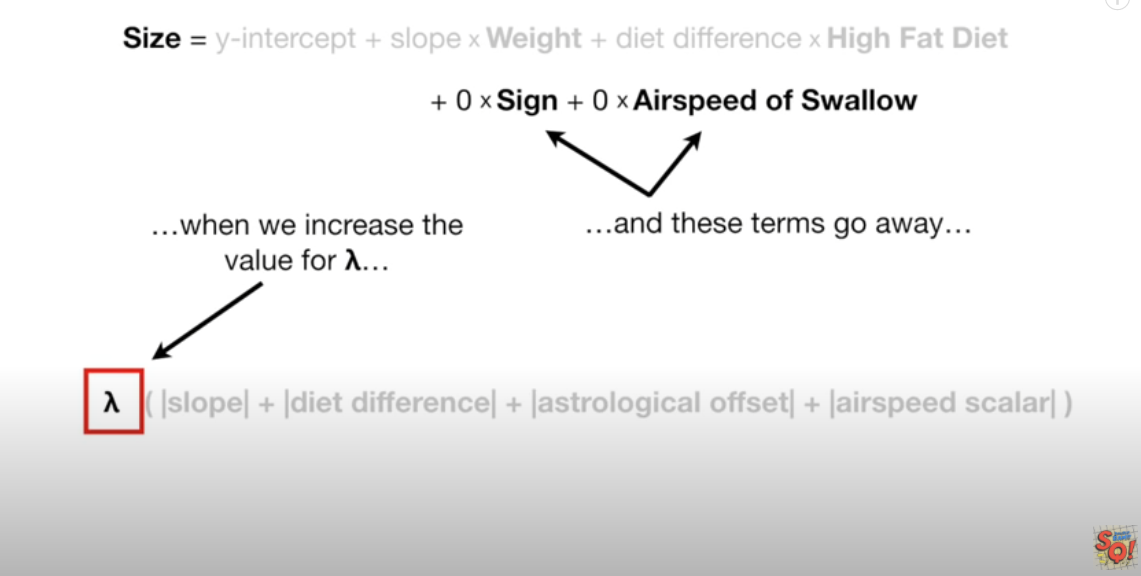 Size = y-intercept + slope x Weight + diet difference x High Fat Diet
+ 0 x Sign + 0 x Airspeed of Swallow
...when we increase the
value for λ...
...and these terms go away...
λ ( |slope| + |diet difference| + |astrological offset| + |airspeed scalar| )
SQ!